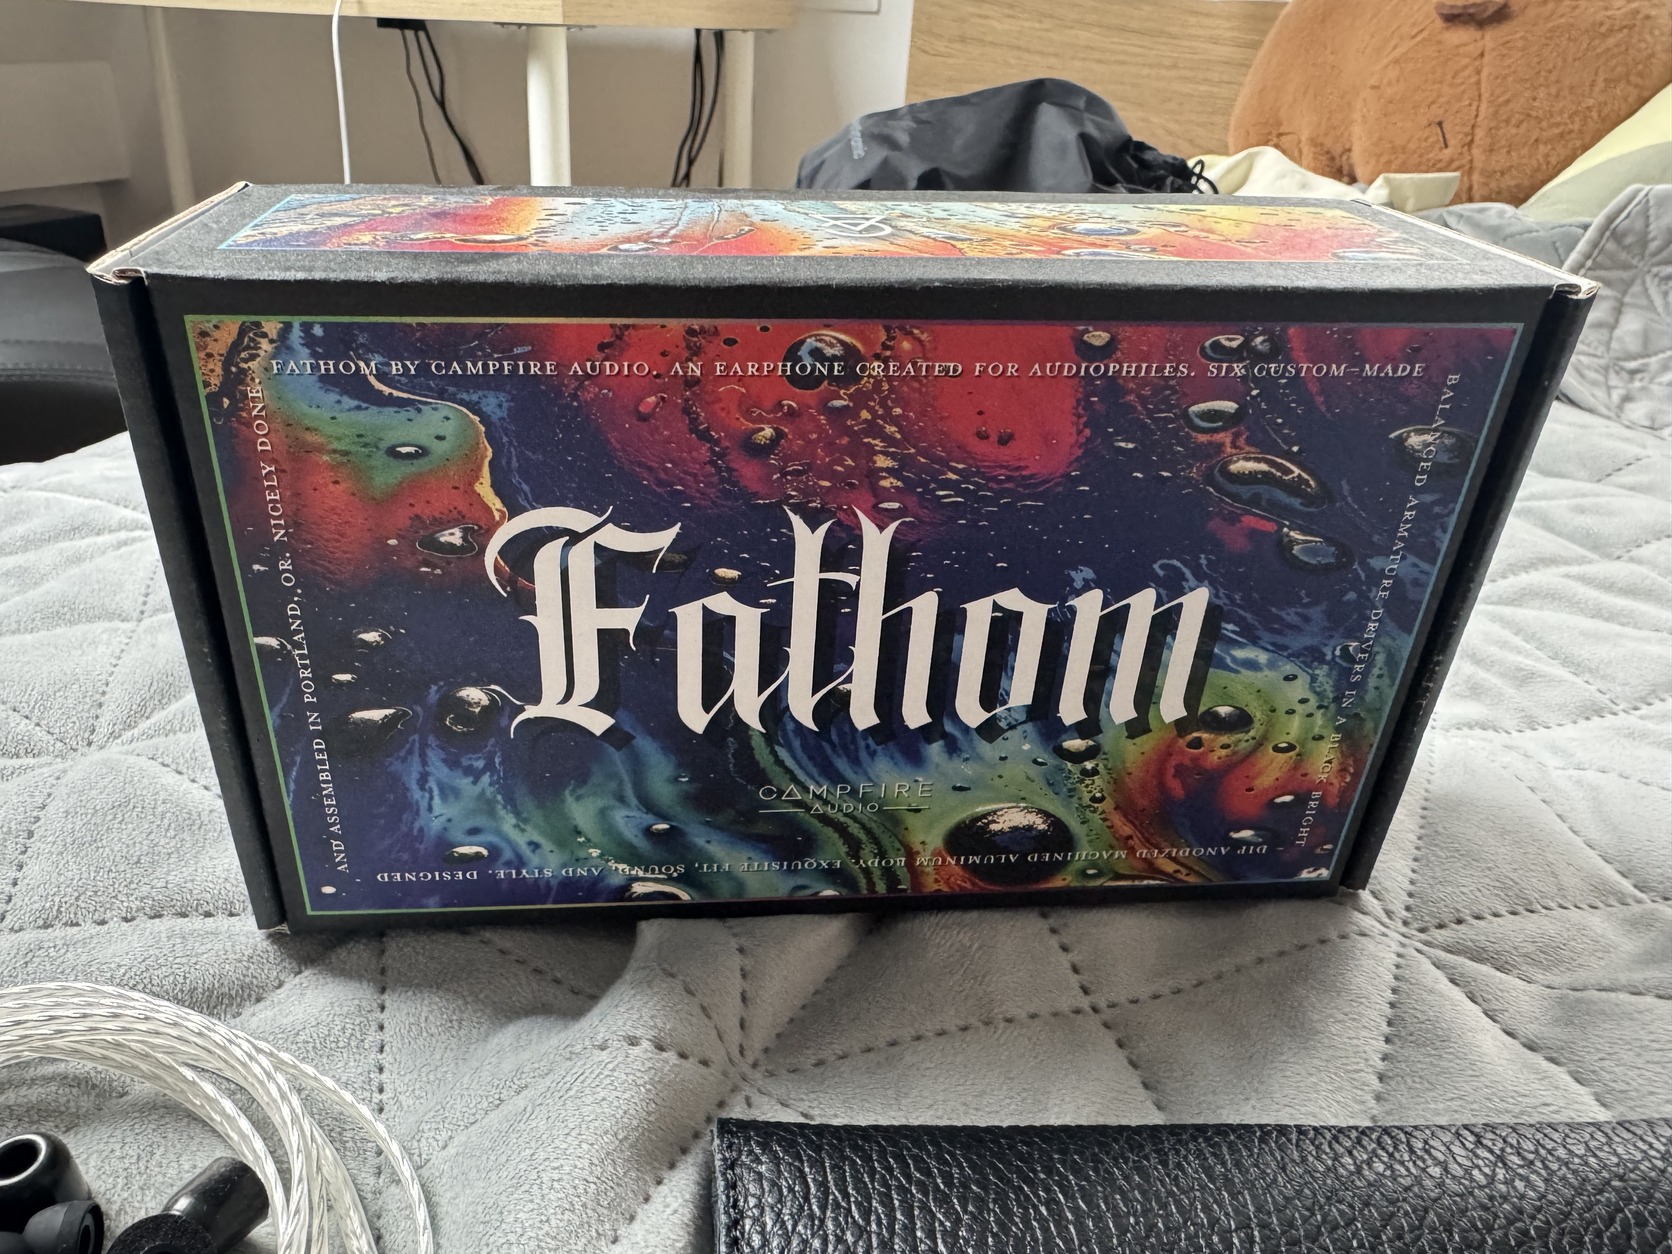 FATHOM BY CAMPFIRE AUDIO. AN EARPHONE CREATED FOR AUDIOPHILES. SIX CUSTOM-MADE
BALANCED ARMATURE DRIVERS IN A BLACK BRIGHT
DIP ANODIZED MACHINED ALUMINUM BODY. EXQUISITE FIT, SOUND, AND STYLE. DESIGNED
AND ASSEMBLED IN PORTLAND, OR. NICELY DONE.
Fathom
CAMPFIRE
AUDIO